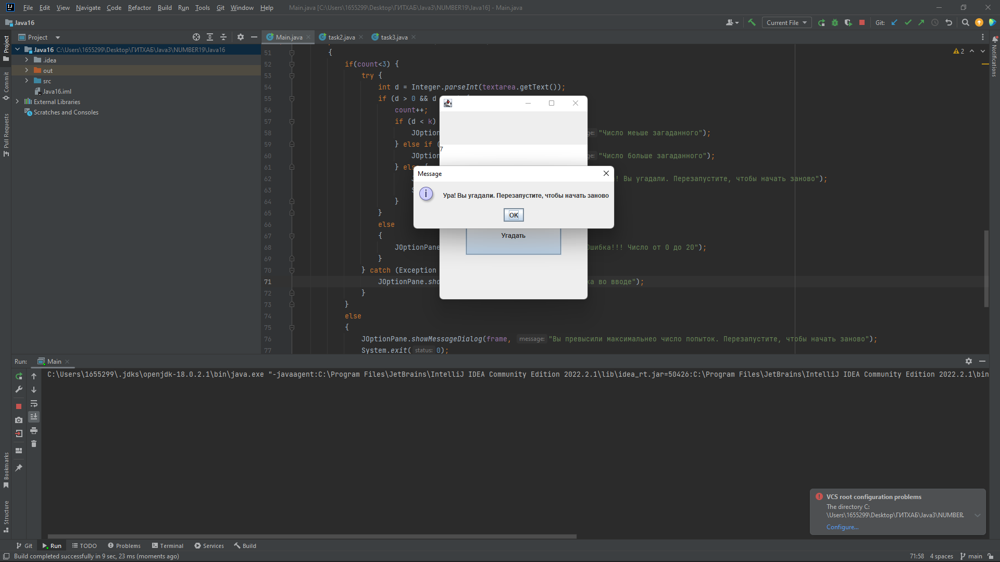 File Edit View Navigate Code Refactor Build Run Tools Git Window Help Main.java [C:\Users\1655299\Desktop\ГИТХАБ\Java3\NUMBER19\Java16] - Main.java
Java16
Current File
Git:
Project
Main.java
task2.java
task3.java
Java16 C:\Users\1655299\Desktop\ГИТХАБ\Java3\NUMBER19\Java16
.idea
out
src
Java16.iml
External Libraries
Scratches and Consoles
Project
Commit
Pull Requests
Bookmarks
Structure
Notifications
2
51 {
52 if(count<3) {
53 try {
54 int d = Integer.parseInt(textarea.getText());
55 if (d > 0 && d
56 count++;
57 if (d < k)
58 JOption ge: "Число меьше загаданного");
59 } else if (
60 JOption ge: "Число больше загаданного");
61 } els
62 ! Вы угадали. Перезапустите, чтобы начать заново");
63
64 }
65 }
66 else
67 {
68 JOptionPane Ошибка!!! Число от 0 до 20");
69 }
70 } catch (Exception
71 JOptionPane.sho ка во вводе");
72 }
73 }
74 else
75 {
76 JOptionPane.showMessageDialog(frame, message: "Вы превысили максимальнео число попыток. Перезапустите, чтобы начать заново");
77 System.exit( status: 0);
7
Message
Ура! Вы угадали. Перезапустите, чтобы начать заново
OK
Угадать
Run: Main
C:\Users\1655299\.jdks\openjdk-18.0.2.1\bin\java.exe "-javaagent:C:\Program Files\JetBrains\IntelliJ IDEA Community Edition 2022.2.1\lib\idea_rt.jar=50426:C:\Program Files\JetBrains\IntelliJ IDEA Community Edition 2022.2.1\bin
VCS root configuration problems
The directory C:
\Users\1655299\Desktop\ГИТХАБ\Java3\NUMBER.
Configure...
Git Run TODO Problems Terminal Services Build
Build completed successfully in 9 sec, 23 ms (moments ago)
71:58 4 spaces main